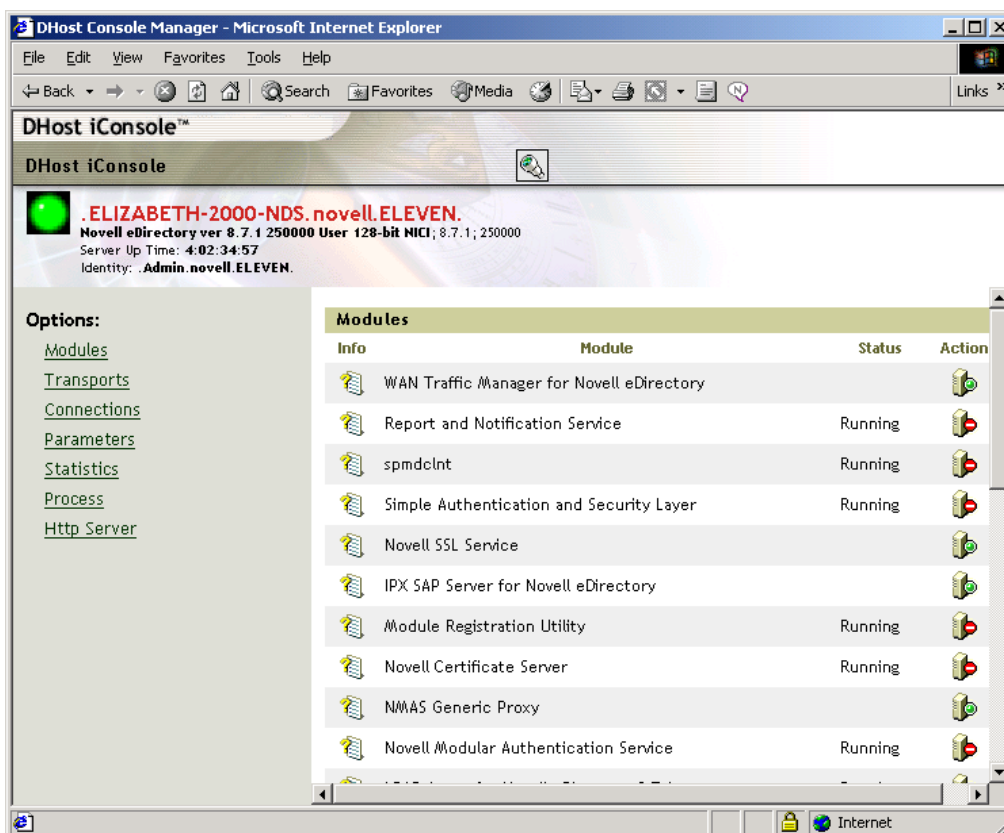 DHost Console Manager - Microsoft Internet Explorer
File Edit View Favorites Tools Help
Back Search Favorites Media Links »
DHost iConsole™
DHost iConsole
.ELIZABETH-2000-NDS.novell.ELEVEN.
Novell eDirectory ver 8.7.1 250000 User 128-bit NICI; 8.7.1; 250000
Server Up Time: 4:02:34:57
Identity: .Admin.novell.ELEVEN.
Options:
Modules
Transports
Connections
Parameters
Statistics
Process
Http Server
Modules
Info Module Status Action
WAN Traffic Manager for Novell eDirectory
Report and Notification Service Running
spmdclnt Running
Simple Authentication and Security Layer Running
Novell SSL Service
IPX SAP Server for Novell eDirectory
Module Registration Utility Running
Novell Certificate Server Running
NMAS Generic Proxy
Novell Modular Authentication Service Running
Internet